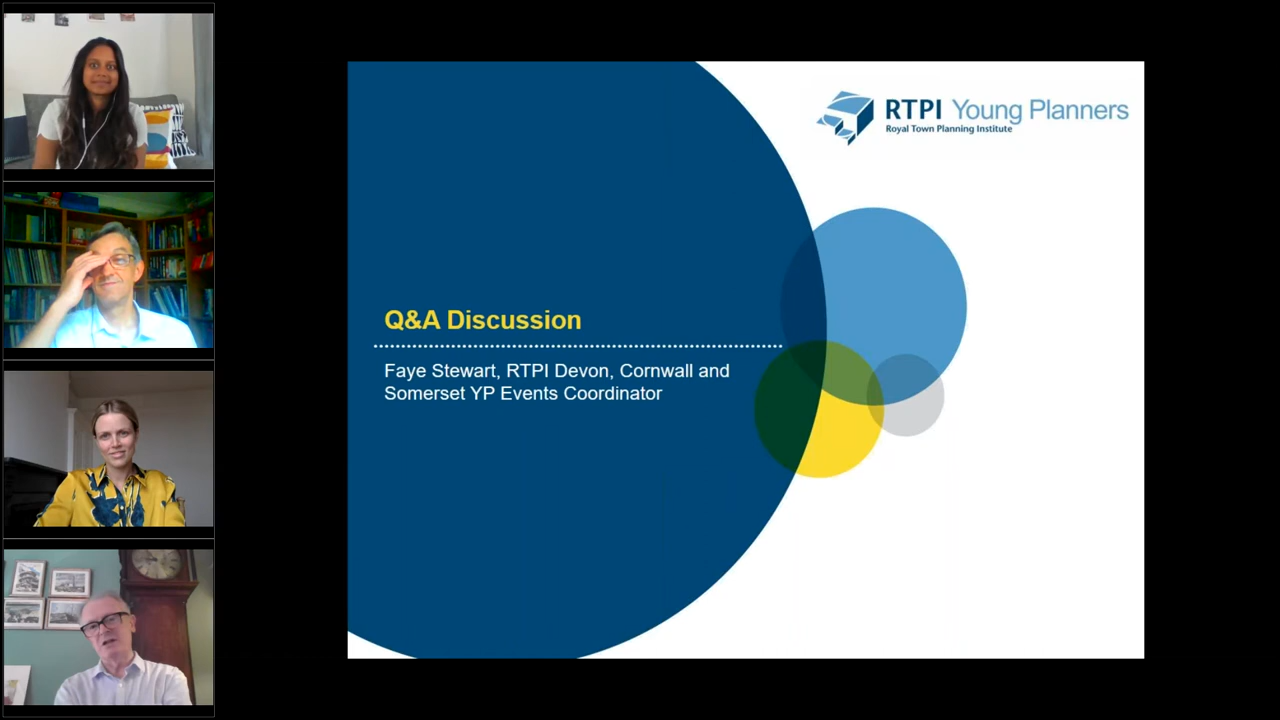 RTPI Young Planners
Royal Town Planning Institute
Q&A Discussion
Faye Stewart, RTPI Devon, Cornwall and
Somerset YP Events Coordinator